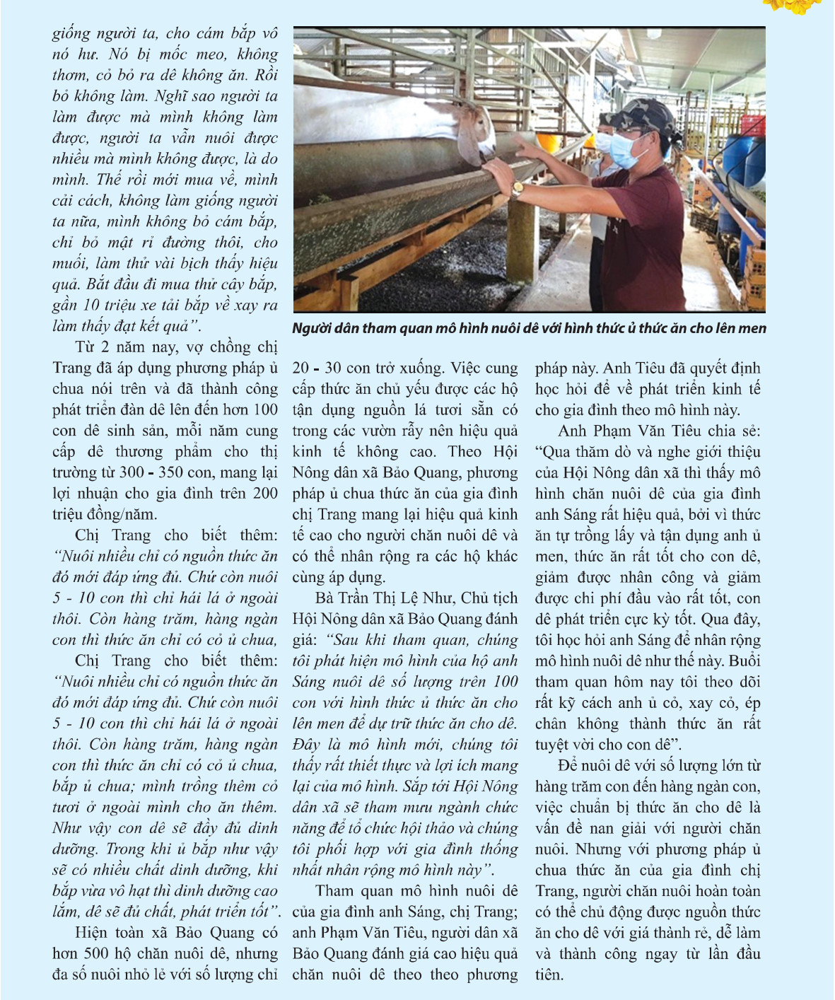 giống người ta, cho cám bắp vô
nó hư. Nó bị mốc meo, không
thơm, cỏ bỏ ra dê không ăn. Rồi
bỏ không làm. Nghĩ sao người ta
làm được mà mình không làm
được, người ta vẫn nuôi được
nhiều mà mình không được, là do
mình. Thế rồi mới mua về, mình
cải cách, không làm giống người
ta nữa, mình không bỏ cám bắp,
chỉ bỏ mật rỉ đường thôi, cho
muối, làm thử vài bịch thấy hiệu
quả. Bắt đầu đi mua thử cây bắp,
gần 10 triệu xe tải bắp về xay ra
làm thấy đạt kết quả”.
Từ 2 năm nay, vợ chồng chị
Trang đã áp dụng phương pháp ủ
chua nói trên và đã thành công
phát triển đàn dê lên đến hơn 100
con dê sinh sản, mỗi năm cung
cấp dê thương phẩm cho thị
trường từ 300 - 350 con, mang lại
lợi nhuận cho gia đình trên 200
triệu đồng/năm.
Chị Trang cho biết thêm:
“Nuôi nhiều chỉ có nguồn thức ăn
đó mới đáp ứng đủ. Chứ còn nuôi
5 - 10 con thì chỉ hái lá ở ngoài
thôi. Còn hàng trăm, hàng ngàn
con thì thức ăn chỉ có cỏ ủ chua,
Chị Trang cho biết thêm:
“Nuôi nhiều chỉ có nguồn thức ăn
đó mới đáp ứng đủ. Chứ còn nuôi
5 - 10 con thì chỉ hái lá ở ngoài
thôi. Còn hàng trăm, hàng ngàn
con thì thức ăn chỉ có cỏ ủ chua,
bắp ủ chua; mình trồng thêm cỏ
tươi ở ngoài mình cho ăn thêm.
Như vậy con dê sẽ đầy đủ dinh
dưỡng. Trong khi ủ bắp như vậy
sẽ có nhiều chất dinh dưỡng, khi
bắp vừa vô hạt thì dinh dưỡng cao
lắm, dê sẽ đủ chất, phát triển tốt”.
Hiện toàn xã Bảo Quang có
hơn 500 hộ chăn nuôi dê, nhưng
đa số nuôi nhỏ lẻ với số lượng chỉ
Người dân tham quan mô hình nuôi dê với hình thức ủ thức ăn cho lên men
20 - 30 con trở xuống. Việc cung
cấp thức ăn chủ yếu được các hộ
tận dụng nguồn lá tươi sẵn có
trong các vườn rẫy nên hiệu quả
kinh tế không cao. Theo Hội
Nông dân xã Bảo Quang, phương
pháp ủ chua thức ăn của gia đình
chị Trang mang lại hiệu quả kinh
tế cao cho người chăn nuôi dê và
có thể nhân rộng ra các hộ khác
cùng áp dụng.
Bà Trần Thị Lệ Như, Chủ tịch
Hội Nông dân xã Bảo Quang đánh
giá: “Sau khi tham quan, chúng
tôi phát hiện mô hình của hộ anh
Sáng nuôi dê số lượng trên 100
con với hình thức ủ thức ăn cho
lên men để dự trữ thức ăn cho dê.
Đây là mô hình mới, chúng tôi
thấy rất thiết thực và lợi ích mang
lại của mô hình. Sắp tới Hội Nông
dân xã sẽ tham mưu ngành chức
năng để tổ chức hội thảo và chúng
tôi phối hợp với gia đình thống
nhất nhân rộng mô hình này”.
Tham quan mô hình nuôi dê
của gia đình anh Sáng, chị Trang;
anh Phạm Văn Tiêu, người dân xã
Bảo Quang đánh giá cao hiệu quả
chăn nuôi dê theo theo phương
pháp này. Anh Tiêu đã quyết định
học hỏi để về phát triển kinh tế
cho gia đình theo mô hình này.
Anh Phạm Văn Tiêu chia sẻ:
“Qua thăm dò và nghe giới thiệu
của Hội Nông dân xã thì thấy mô
hình chăn nuôi dê của gia đình
anh Sáng rất hiệu quả, bởi vì thức
ăn tự trồng lấy và tận dụng anh ủ
men, thức ăn rất tốt cho con dê,
giảm được nhân công và giảm
được chi phí đầu vào rất tốt, con
dê phát triển cực kỳ tốt. Qua đây,
tôi học hỏi anh Sáng để nhân rộng
mô hình nuôi dê như thế này. Buổi
tham quan hôm nay tôi theo dõi
rất kỹ cách anh ủ cỏ, xay cỏ, ép
chân không thành thức ăn rất
tuyệt vời cho con dê”.
Để nuôi dê với số lượng lớn từ
hàng trăm con đến hàng ngàn con,
việc chuẩn bị thức ăn cho dê là
vấn đề nan giải với người chăn
nuôi. Nhưng với phương pháp ủ
chua thức ăn của gia đình chị
Trang, người chăn nuôi hoàn toàn
có thể chủ động được nguồn thức
ăn cho dê với giá thành rẻ, dễ làm
và thành công ngay từ lần đầu
tiên.